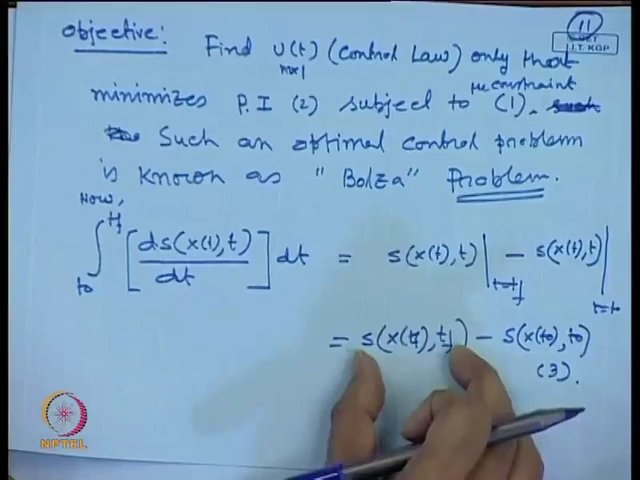 11
I.I.T. KGP
Objective: Find U(t) (Control Law) only that
mx1
minimizes P.I (2) subject to the constraint (1).
Such an optimal control problem
is known as "Bolza" Problem.
Now,
∫_{t0}^{tf} [ds(x(t),t)/dt] dt = s(x(t),t)|_{t=tf} - s(x(t),t)|_{t=t0}
= s(x(tf),tf) - s(x(t0),t0)
(3).
NPTEL